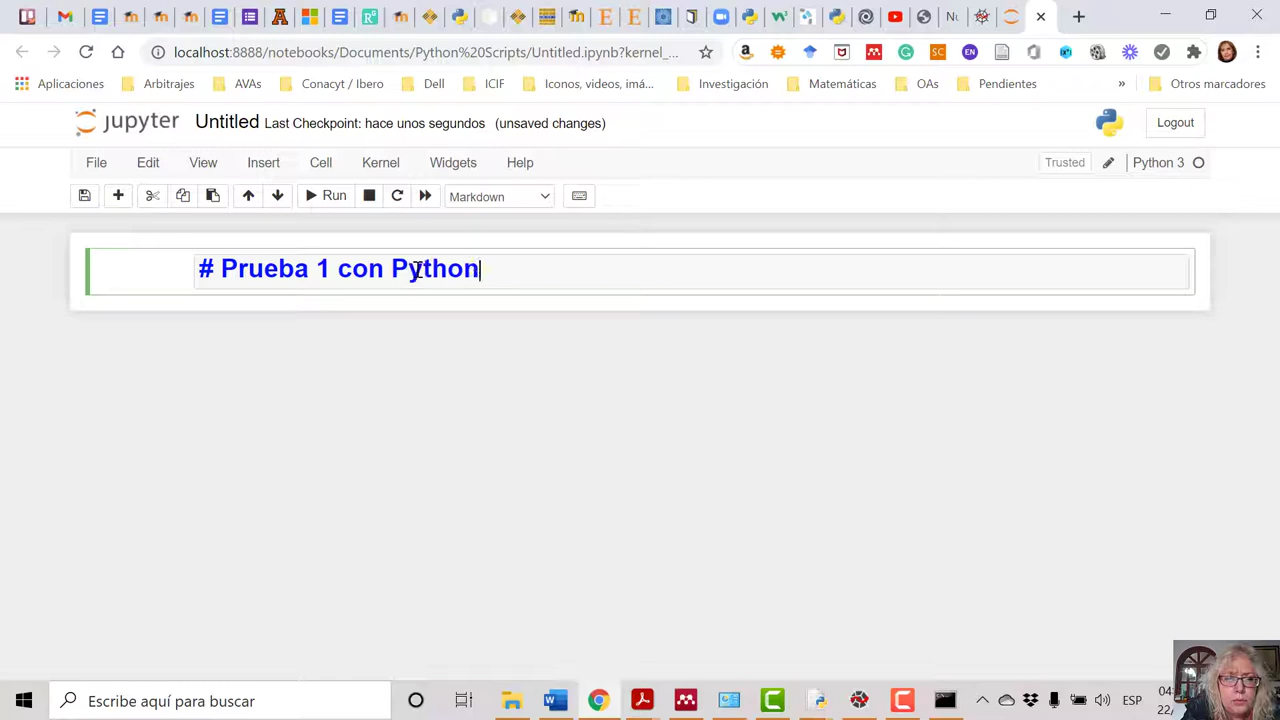 localhost:8888/notebooks/Documents/Python%20Scripts/Untitled.ipynb?kernel_...
Aplicaciones Arbitrajes AVAs Conacyt / Ibero Dell ICIF Iconos, videos, imá... Investigación Matemáticas OAs Pendientes » Otros marcadores
jupyter Untitled Last Checkpoint: hace unos segundos (unsaved changes) Logout
File Edit View Insert Cell Kernel Widgets Help Trusted Python 3
Run Markdown
# Prueba 1 con Python
Escribe aquí para buscar
ESP